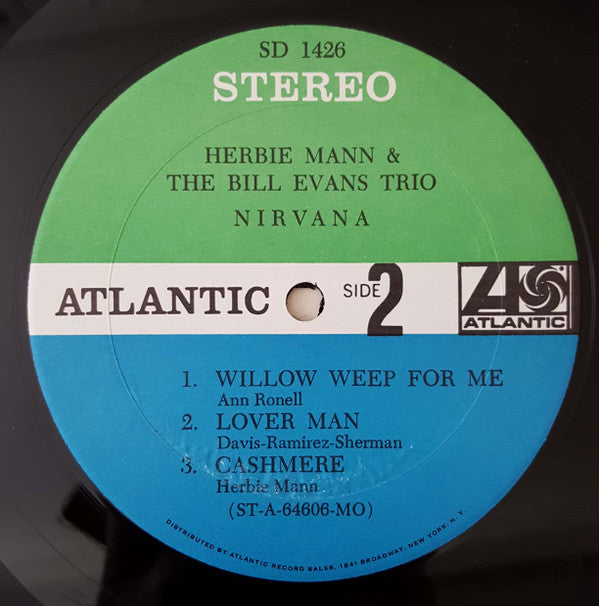 SD 1426
STEREO
HERBIE MANN &
THE BILL EVANS TRIO
NIRVANA
ATLANTIC SIDE 2 ATLANTIC
1. WILLOW WEEP FOR ME
Ann Ronell
2. LOVER MAN
Davis-Ramirez-Sherman
3. CASHMERE
Herbie Mann
(ST-A-64606-MO)
DISTRIBUTED BY ATLANTIC RECORD SALES, 1841 BROADWAY, NEW YORK, N.Y.